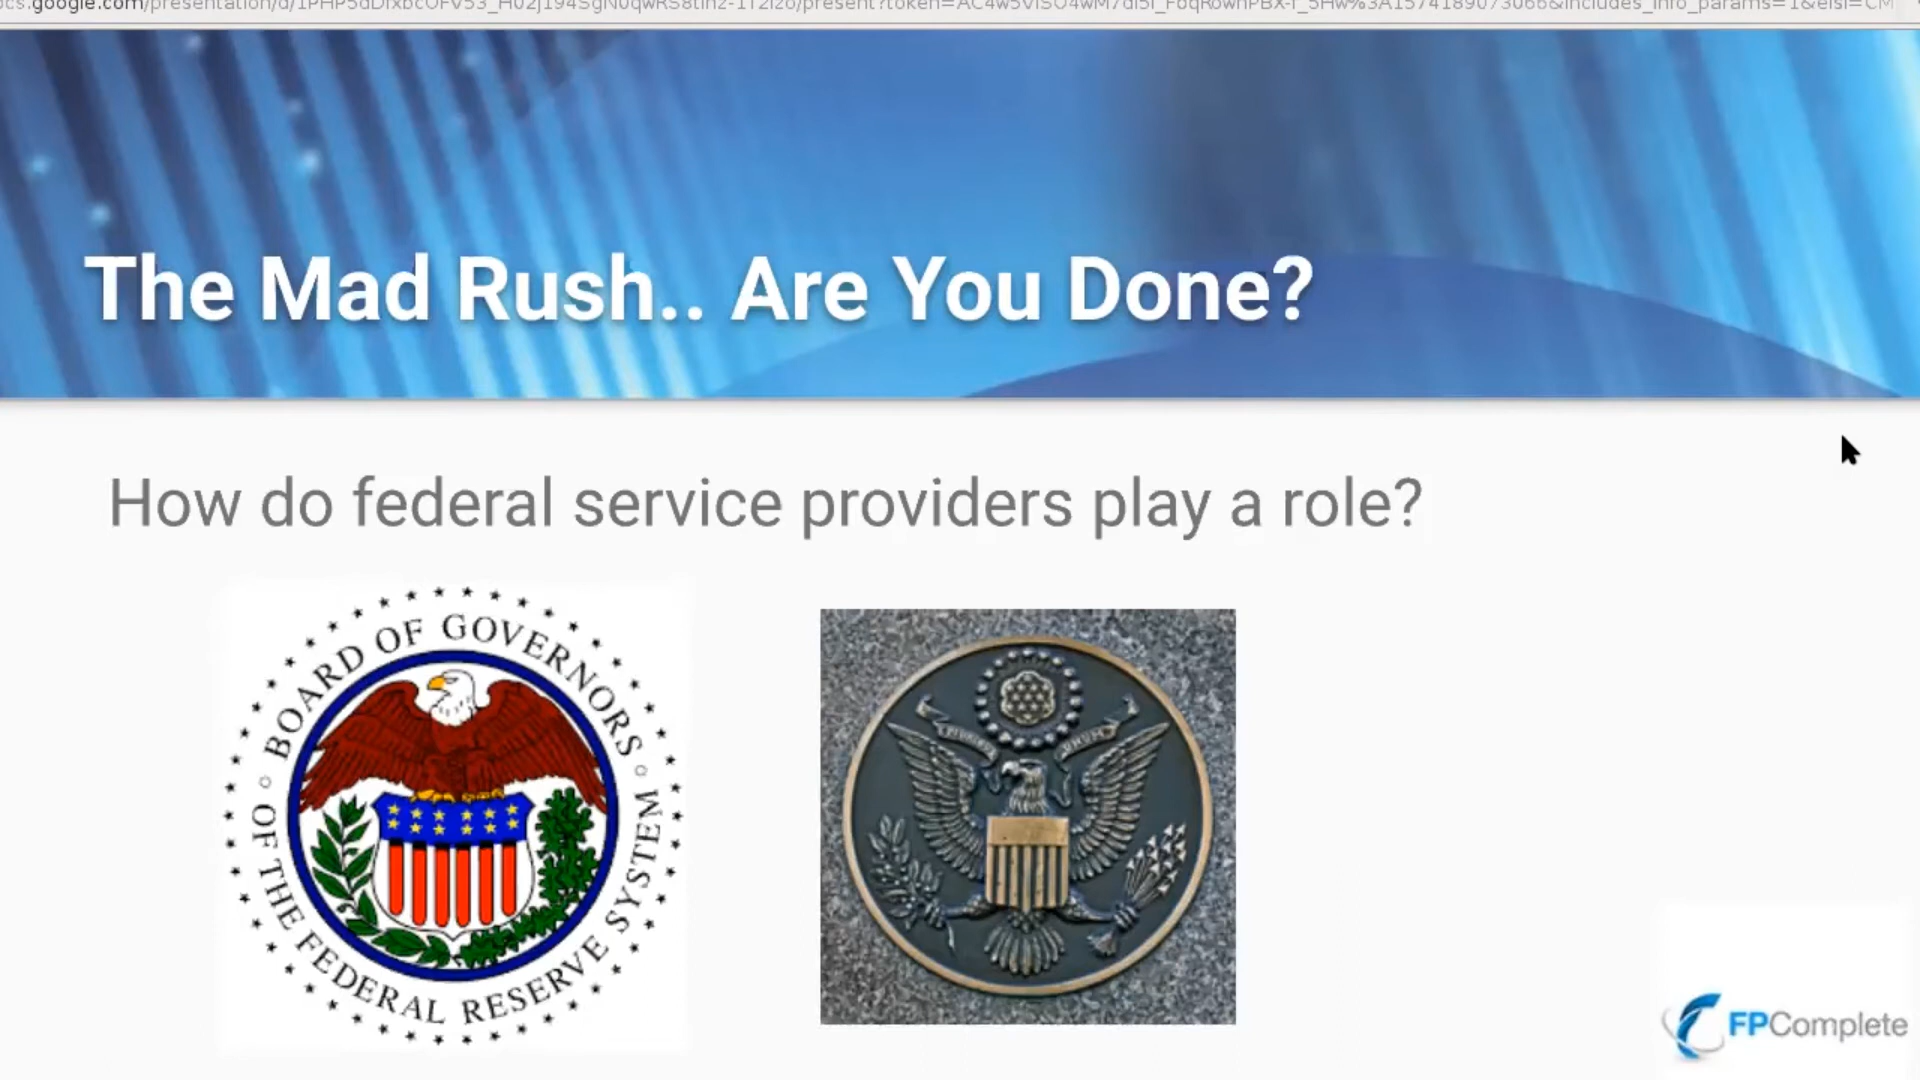 The Mad Rush.. Are You Done?
How do federal service providers play a role?
BOARD OF GOVERNORS
OF THE FEDERAL RESERVE SYSTEM
UNUM
FPComplete